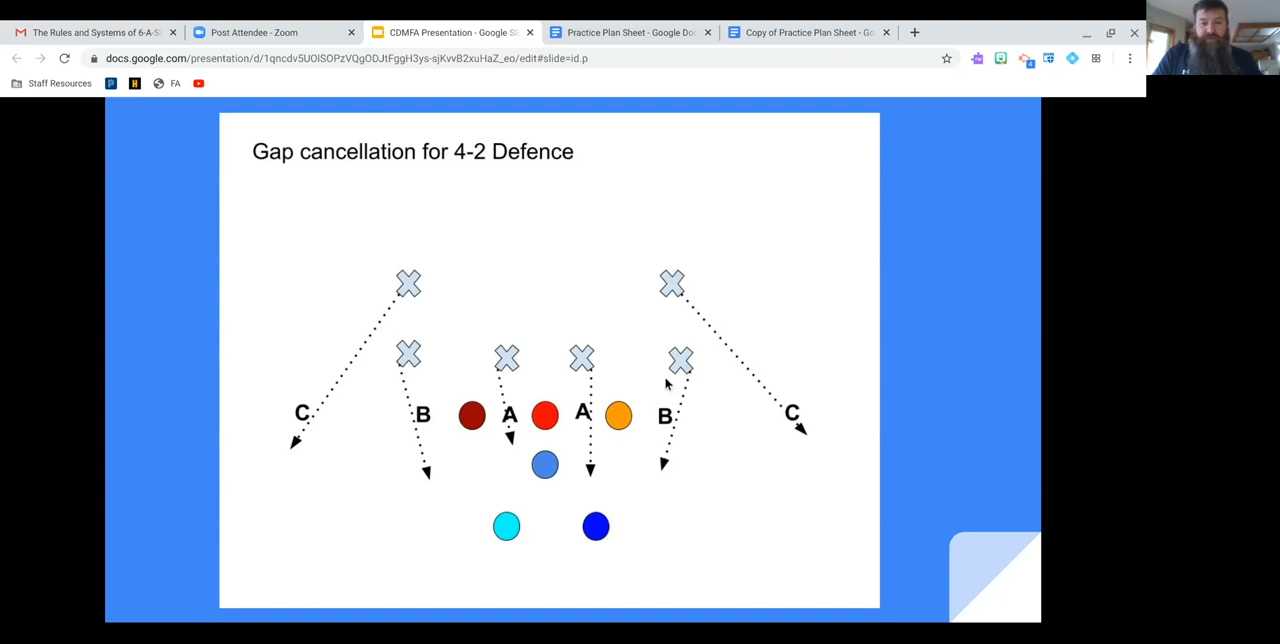 The Rules and Systems of 6-A-Si
Post Attendee - Zoom
CDMFA Presentation - Google Sl
Practice Plan Sheet - Google Doc
Copy of Practice Plan Sheet - Go
docs.google.com/presentation/d/1qncdv5UOlSOPzVQgODJtFggH3ys-sjKvvB2xuHaZ_eo/edit#slide=id.p
Staff Resources
P
H
FA
Gap cancellation for 4-2 Defence
C B A A B C